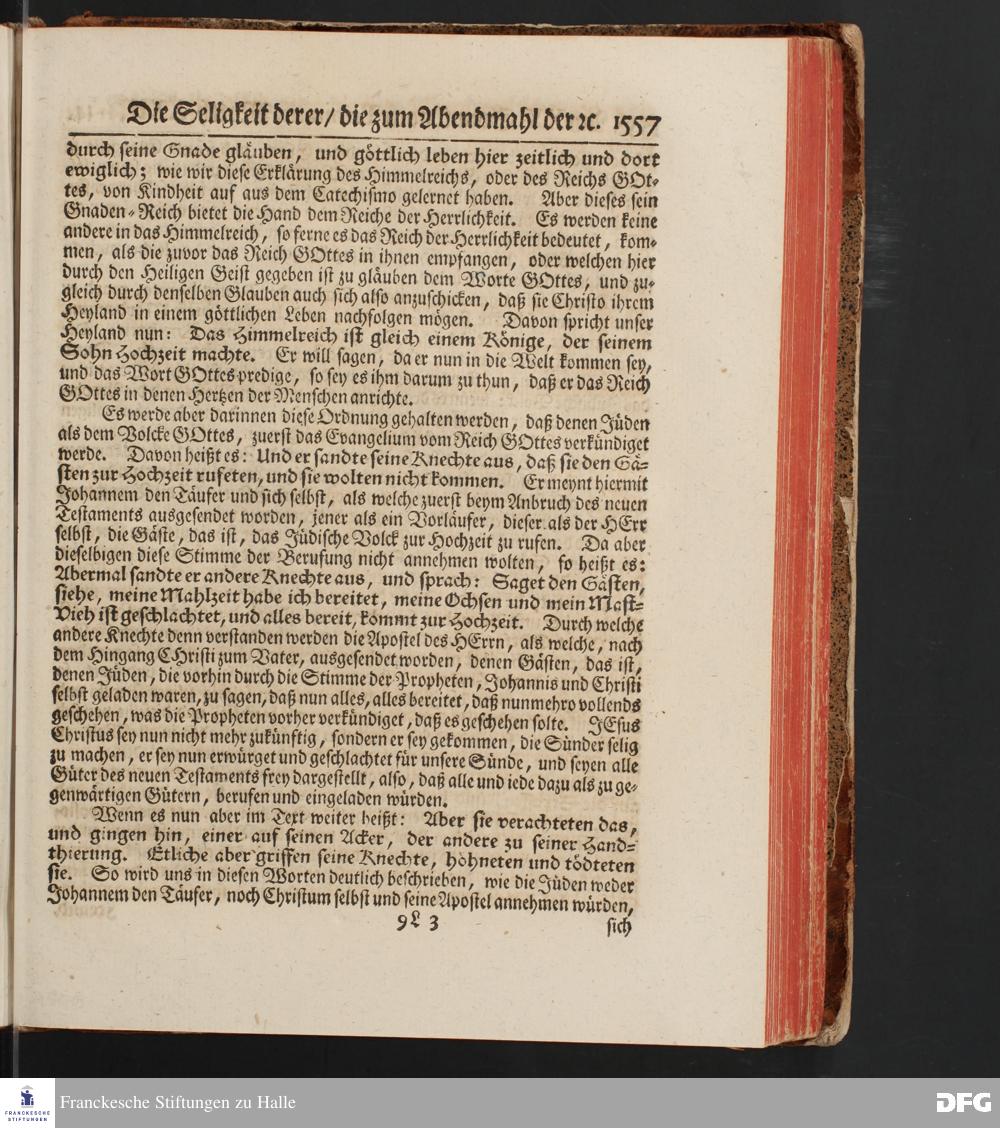 Die Seligkeit derer/ die zum Abendmahl der ꝛc. 1557
durch seine Gnade gläuben, und göttlich leben hier zeitlich und dort
ewiglich; wie wir diese Erklärung des Himmelreichs, oder des Reichs GOt-
tes, von Kindheit auf aus dem Catechismo gelernet haben. Aber dieses sein
Gnaden-Reich bietet die Hand dem Reiche der Herrlichkeit. Es werden keine
andere in das Himmelreich, so ferne es das Reich der Herrlichkeit bedeutet, kom-
men, als die zuvor das Reich GOttes in ihnen empfangen, oder welchen hier
durch den Heiligen Geist gegeben ist zu gläuben dem Worte GOttes, und zu-
gleich durch denselben Glauben auch sich also anzuschicken, daß sie Christo ihrem
Heyland in einem göttlichen Leben nachfolgen mögen. Davon spricht unser
Heyland nun: Das Himmelreich ist gleich einem Könige, der seinem
Sohn Hochzeit machte. Er will sagen, da er nun in die Welt kommen sey,
und das Wort GOttes predige, so sey es ihm darum zu thun, daß er das Reich
GOttes in denen Hertzen der Menschen anrichte.
Es werde aber darinnen diese Ordnung gehalten werden, daß denen Jüden
als dem Volcke GOttes, zuerst das Evangelium vom Reich GOttes verkündiget
werde. Davon heißt es: Und er sandte seine Knechte aus, daß sie den Gä-
sten zur Hochzeit rufeten, und sie wolten nicht kommen. Er meynt hiermit
Johannem den Täufer und sich selbst, als welche zuerst beym Anbruch des neuen
Testaments ausgesendet worden, jener als ein Vorläufer, dieser als der HErr
selbst, die Gäste, das ist, das Jüdische Volck zur Hochzeit zu rufen. Da aber
dieselbigen diese Stimme der Berufung nicht annehmen wolten, so heißt es:
Abermal sandte er andere Knechte aus, und sprach: Saget den Gästen,
siehe, meine Mahlzeit habe ich bereitet, meine Ochsen und mein Mast-
Vieh ist geschlachtet, und alles bereit, kommt zur Hochzeit. Durch welche
andere Knechte denn verstanden werden die Apostel des HErrn, als welche, nach
dem Hingang CHristi zum Vater, ausgesendet worden, denen Gästen, das ist,
denen Jüden, die vorhin durch die Stimme der Propheten, Johannis und Christi
selbst geladen waren, zu sagen, daß nun alles, alles bereitet, daß nunmehro vollends
geschehen, was die Propheten vorher verkündiget, daß es geschehen solte. JEsus
Christus sey nun nicht mehr zukünftig, sondern er sey gekommen, die Sünder selig
zu machen, er sey nun erwürget und geschlachtet für unsere Sünde, und seyen alle
Güter des neuen Testaments frey dargestellt, also, daß alle und iede dazu als zu ge-
genwärtigen Gütern, berufen und eingeladen würden.
Wenn es nun aber im Text weiter heißt: Aber sie verachteten das,
und gingen hin, einer auf seinen Acker, der andere zu seiner Hand-
thierung. Etliche aber griffen seine Knechte, höhneten und tödteten
sie. So wird uns in diesen Worten deutlich beschrieben, wie die Jüden weder
Johannem den Täufer, noch Christum selbst und seine Apostel annehmen würden,
9L 3
sich
FRANCKESCHE
STIFTUNGEN
Franckesche Stiftungen zu Halle
DFG